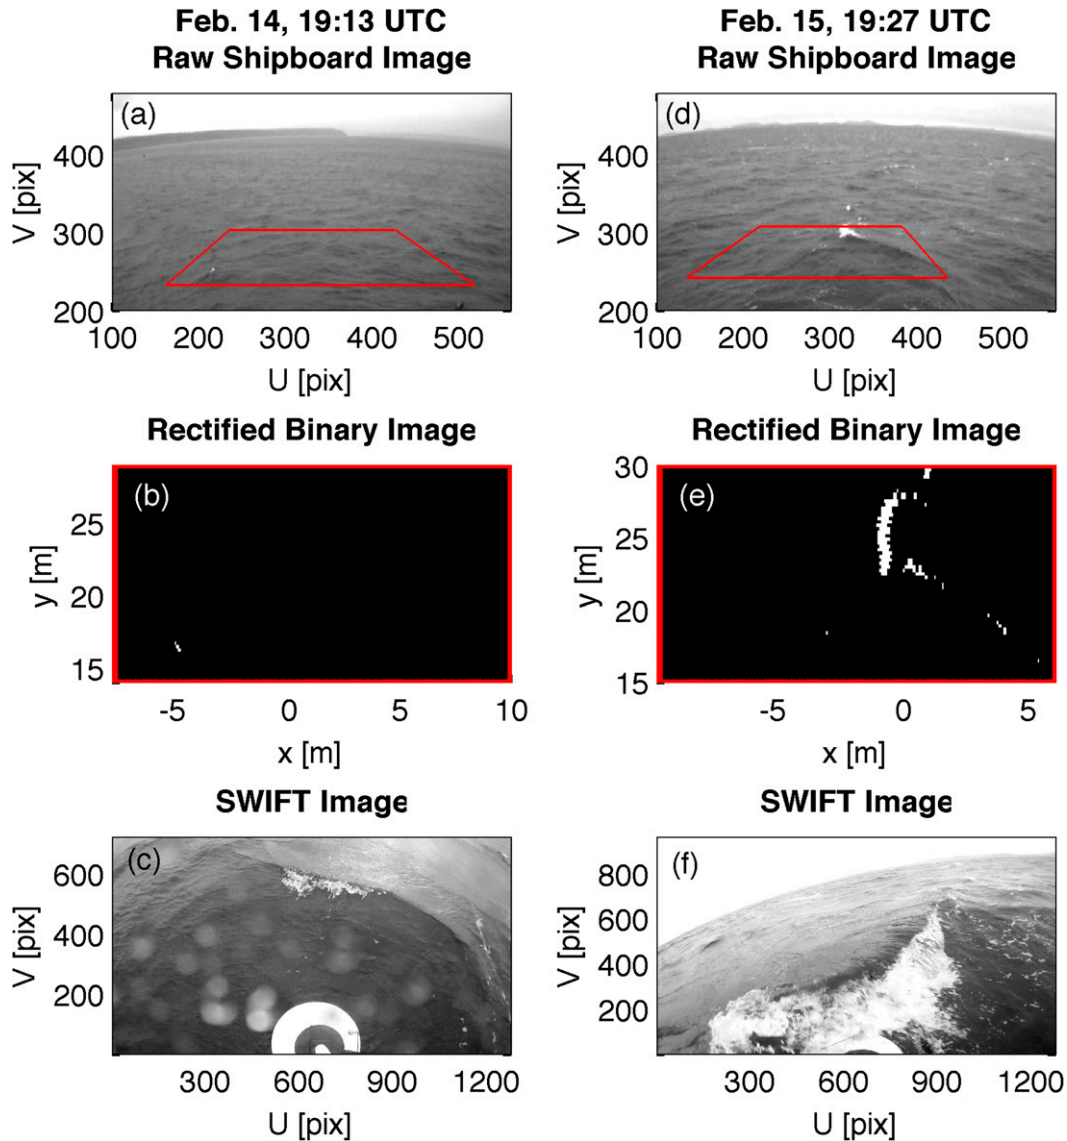 Feb. 14, 19:13 UTC
Raw Shipboard Image
(a)
V [pix]
400
300
200
100 200 300 400 500
U [pix]
Rectified Binary Image
(b)
y [m]
25
20
15
-5 0 5 10
x [m]
SWIFT Image
(c)
V [pix]
600
400
200
300 600 900 1200
U [pix]
Feb. 15, 19:27 UTC
Raw Shipboard Image
(d)
V [pix]
400
300
200
100 200 300 400 500
U [pix]
Rectified Binary Image
(e)
y [m]
30
25
20
15
-5 0 5
x [m]
SWIFT Image
(f)
V [pix]
800
600
400
200
300 600 900 1200
U [pix]